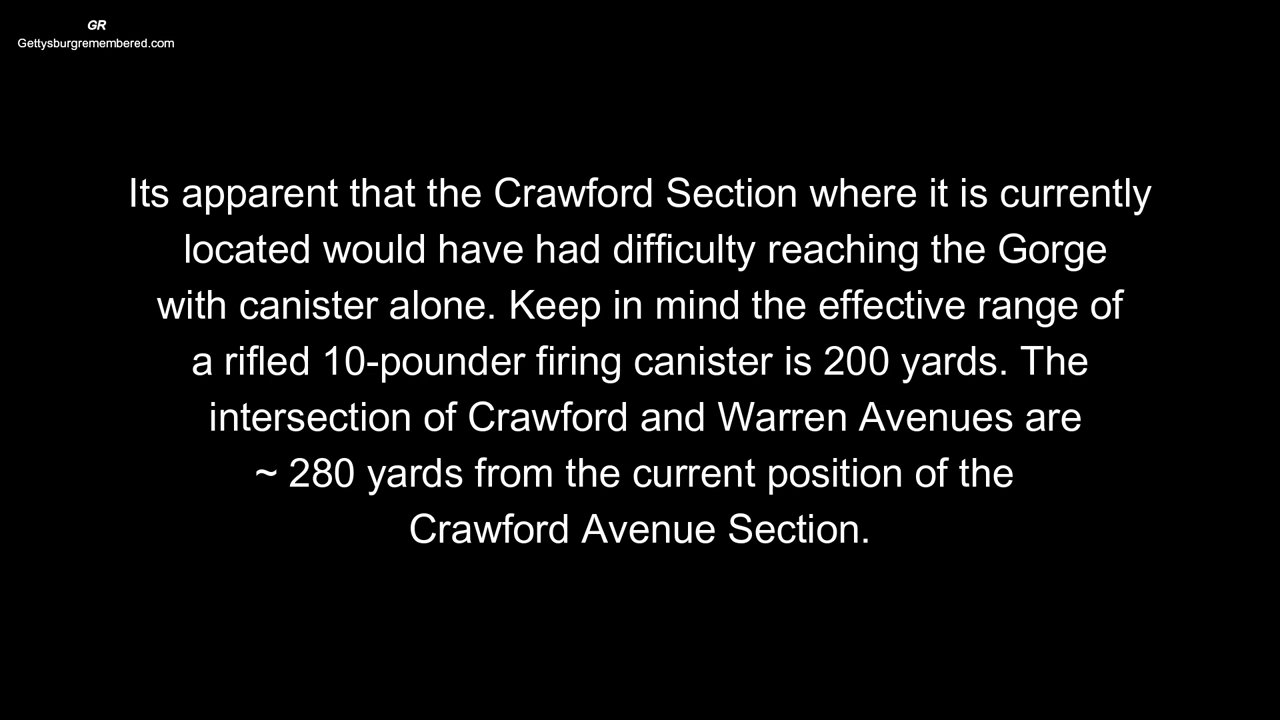 GR
Gettysburgremembered.com
Its apparent that the Crawford Section where it is currently
located would have had difficulty reaching the Gorge
with canister alone. Keep in mind the effective range of
a rifled 10-pounder firing canister is 200 yards. The
intersection of Crawford and Warren Avenues are
~ 280 yards from the current position of the
Crawford Avenue Section.